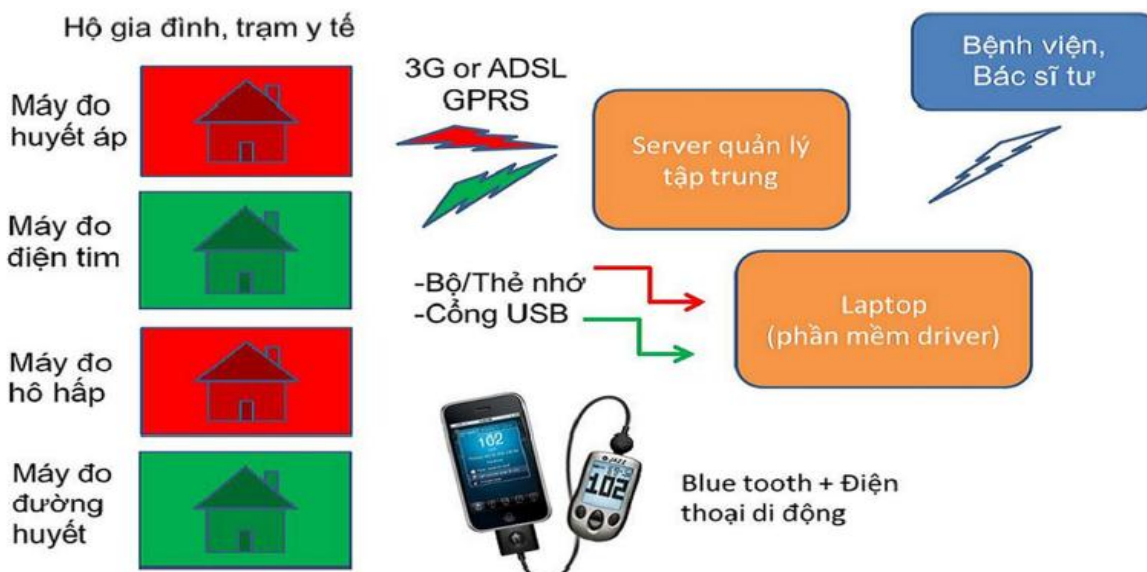 Hộ gia đình, trạm y tế
Máy đo
huyết áp
Máy đo
điện tim
Máy đo
hô hấp
Máy đo
đường
huyết
3G or ADSL
GPRS
Server quản lý
tập trung
Bệnh viện,
Bác sĩ tư
-Bộ/Thẻ nhớ
-Cổng USB
Laptop
(phần mềm driver)
102
JAZZ
102
Blue tooth + Điện
thoại di động